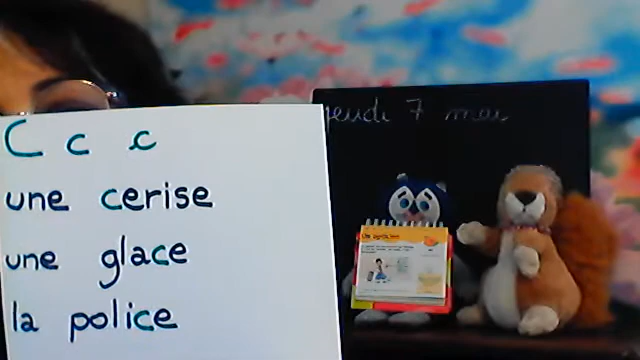 C c c
une cerise
une glace
la police
jeudi 7 mai